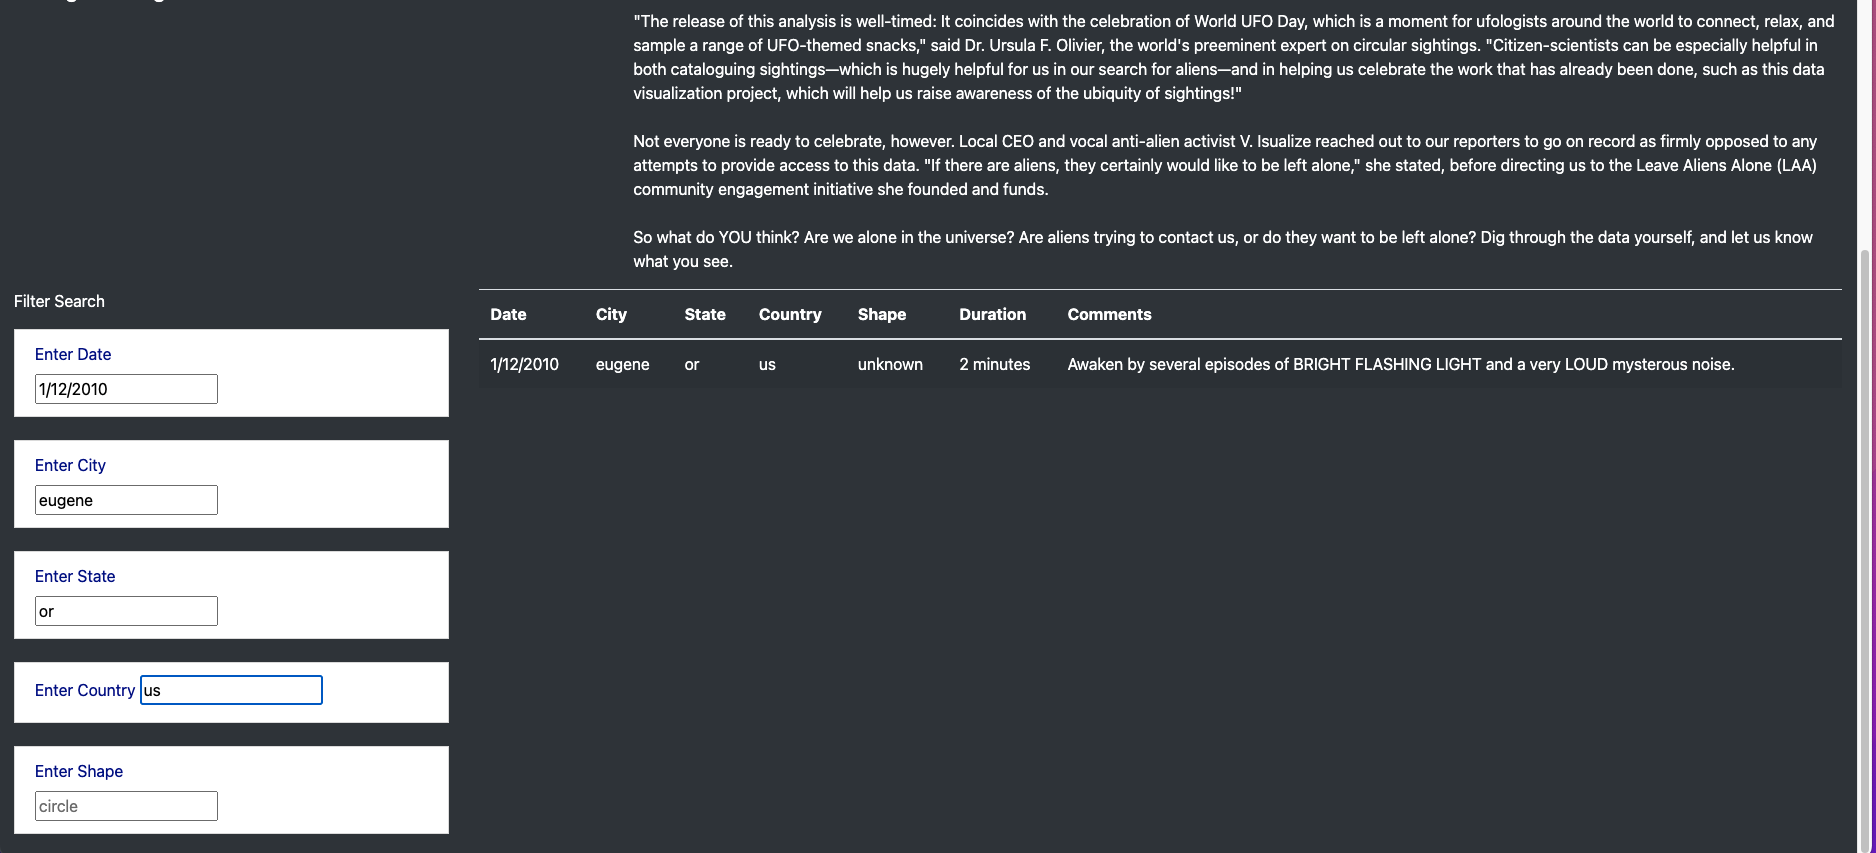 "The release of this analysis is well-timed: It coincides with the celebration of World UFO Day, which is a moment for ufologists around the world to connect, relax, and
sample a range of UFO-themed snacks," said Dr. Ursula F. Olivier, the world's preeminent expert on circular sightings. "Citizen-scientists can be especially helpful in
both cataloguing sightings—which is hugely helpful for us in our search for aliens—and in helping us celebrate the work that has already been done, such as this data
visualization project, which will help us raise awareness of the ubiquity of sightings!"
Not everyone is ready to celebrate, however. Local CEO and vocal anti-alien activist V. Isualize reached out to our reporters to go on record as firmly opposed to any
attempts to provide access to this data. "If there are aliens, they certainly would like to be left alone," she stated, before directing us to the Leave Aliens Alone (LAA)
community engagement initiative she founded and funds.
So what do YOU think? Are we alone in the universe? Are aliens trying to contact us, or do they want to be left alone? Dig through the data yourself, and let us know
what you see.
Filter Search
Enter Date
1/12/2010
Enter City
eugene
Enter State
or
Enter Country us
Enter Shape
circle
Date City State Country Shape Duration Comments
1/12/2010 eugene or us unknown 2 minutes Awaken by several episodes of BRIGHT FLASHING LIGHT and a very LOUD mysterous noise.